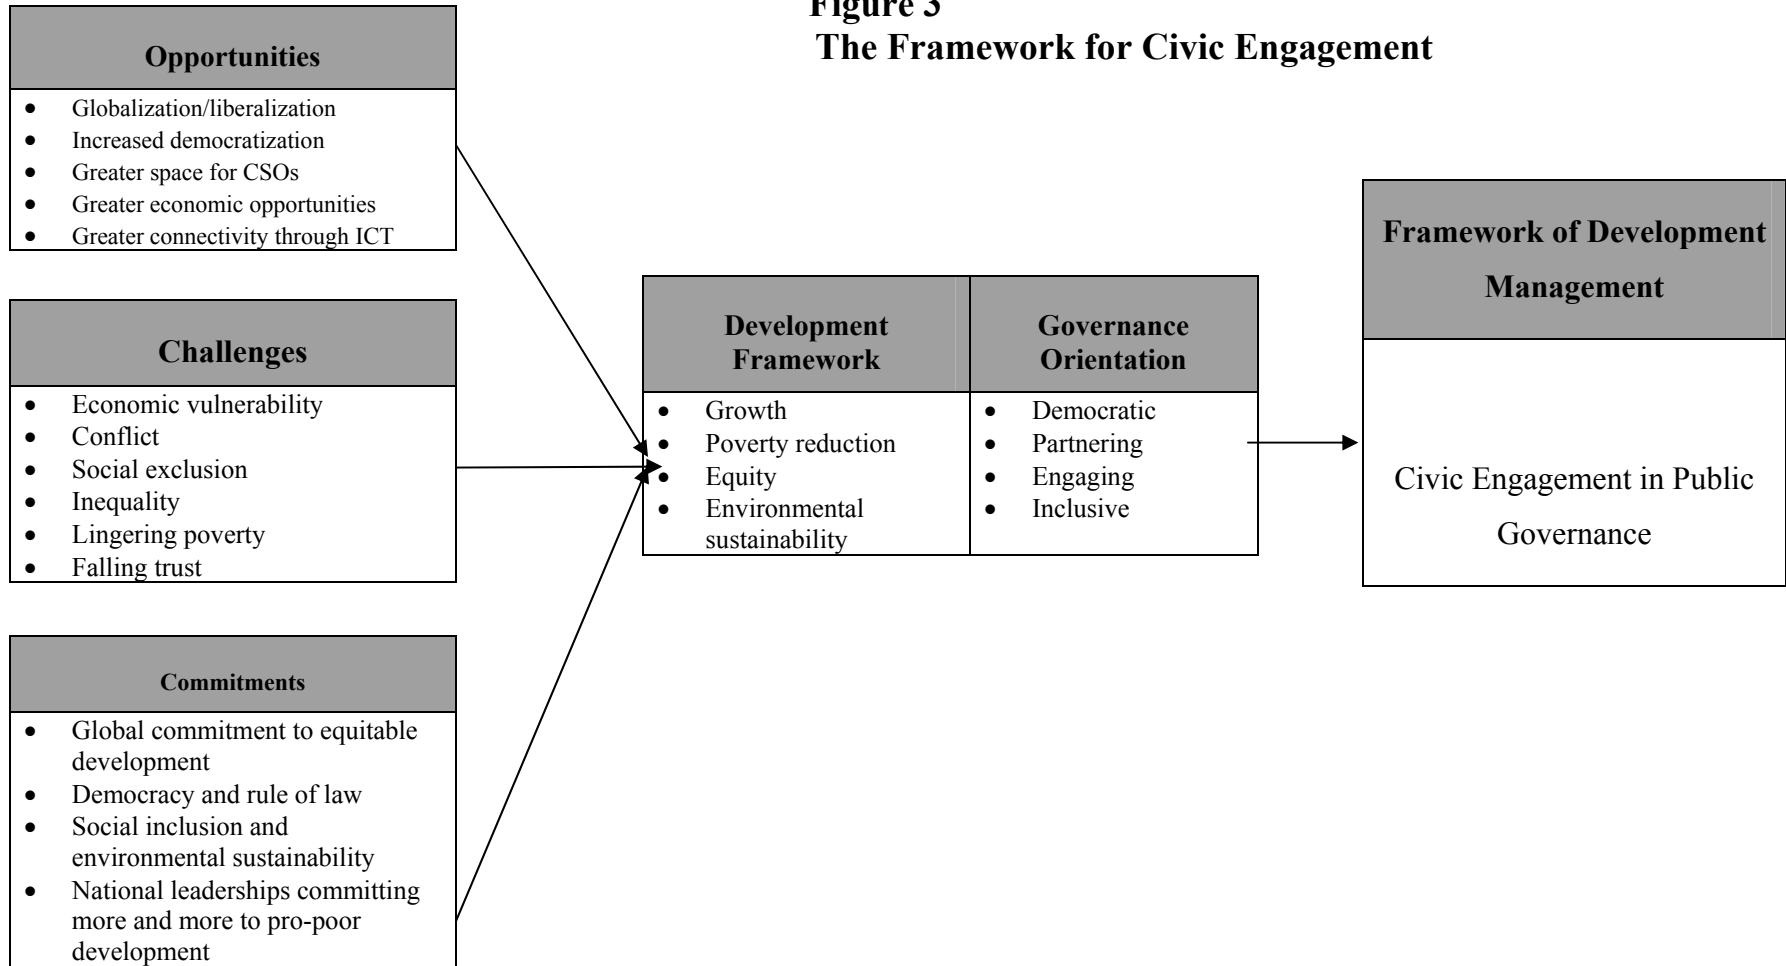 Figure 3
The Framework for Civic Engagement
Opportunities
• Globalization/liberalization
• Increased democratization
• Greater space for CSOs
• Greater economic opportunities
• Greater connectivity through ICT
Challenges
• Economic vulnerability
• Conflict
• Social exclusion
• Inequality
• Lingering poverty
• Falling trust
Commitments
• Global commitment to equitable
development
• Democracy and rule of law
• Social inclusion and
environmental sustainability
• National leaderships committing
more and more to pro-poor
development
Development
Framework
• Growth
• Poverty reduction
• Equity
• Environmental
sustainability
Governance
Orientation
• Democratic
• Partnering
• Engaging
• Inclusive
Framework of Development
Management
Civic Engagement in Public
Governance